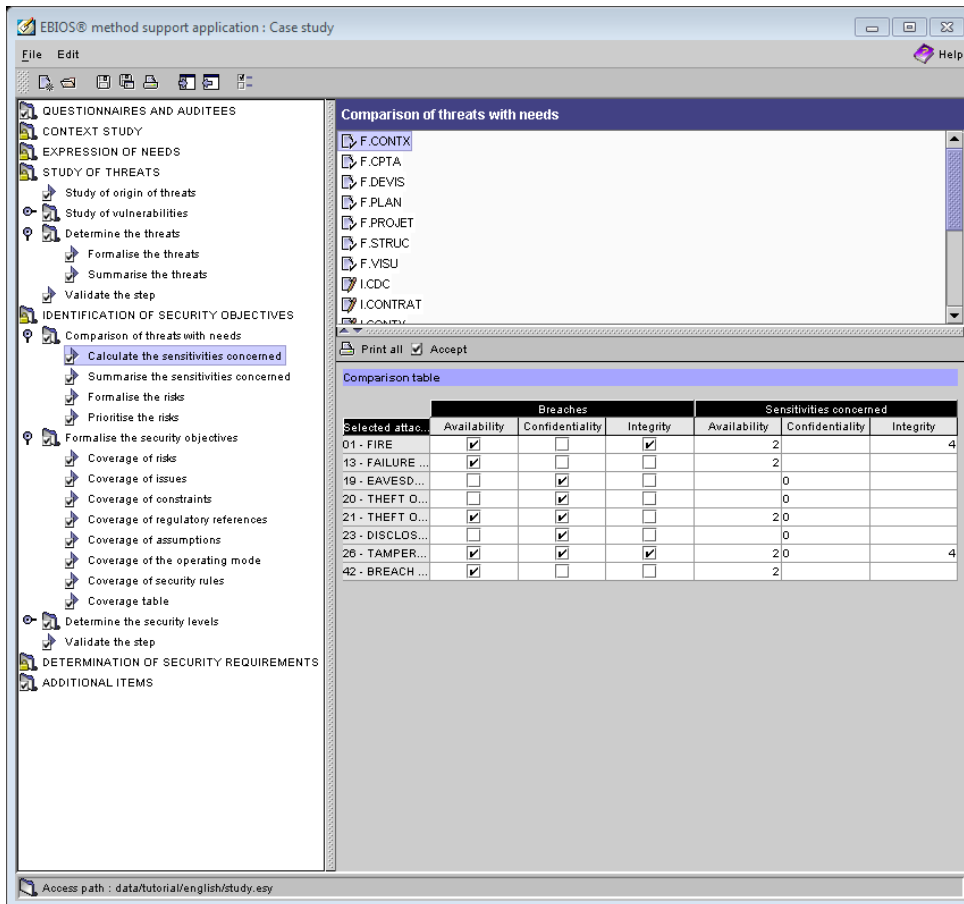 EBIOS® method support application : Case study
File Edit Help
QUESTIONNAIRES AND AUDITEES
CONTEXT STUDY
EXPRESSION OF NEEDS
STUDY OF THREATS
Study of origin of threats
Study of vulnerabilities
Determine the threats
Formalise the threats
Summarise the threats
Validate the step
IDENTIFICATION OF SECURITY OBJECTIVES
Comparison of threats with needs
Calculate the sensitivities concerned
Summarise the sensitivities concerned
Formalise the risks
Prioritise the risks
Formalise the security objectives
Coverage of risks
Coverage of issues
Coverage of constraints
Coverage of regulatory references
Coverage of assumptions
Coverage of the operating mode
Coverage of security rules
Coverage table
Determine the security levels
Validate the step
DETERMINATION OF SECURITY REQUIREMENTS
ADDITIONAL ITEMS
Comparison of threats with needs
F.CONTX
F.CPTA
F.DEVIS
F.PLAN
F.PROJET
F.STRUC
F.VISU
I.CDC
I.CONTRAT
Print all Accept
Comparison table
Breaches Sensitivities concerned
Selected attac... Availability Confidentiality Integrity Availability Confidentiality Integrity
01 - FIRE 2 4
13 - FAILURE ... 2
19 - EAVESD... 0
20 - THEFT O... 0
21 - THEFT O... 2 0
23 - DISCLOS... 0
26 - TAMPER... 2 0 4
42 - BREACH ... 2
Access path : data/tutorial/english/study.esy